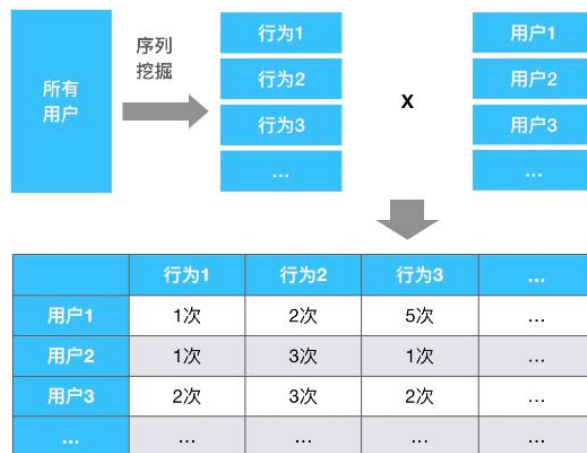 所有
用户
序列
挖掘
行为1
行为2
行为3
...
X
用户1
用户2
用户3
...
行为1 行为2 行为3 ...
用户1 1次 2次 5次 ...
用户2 1次 3次 1次 ...
用户3 2次 3次 2次 ...
... ... ... ... ...